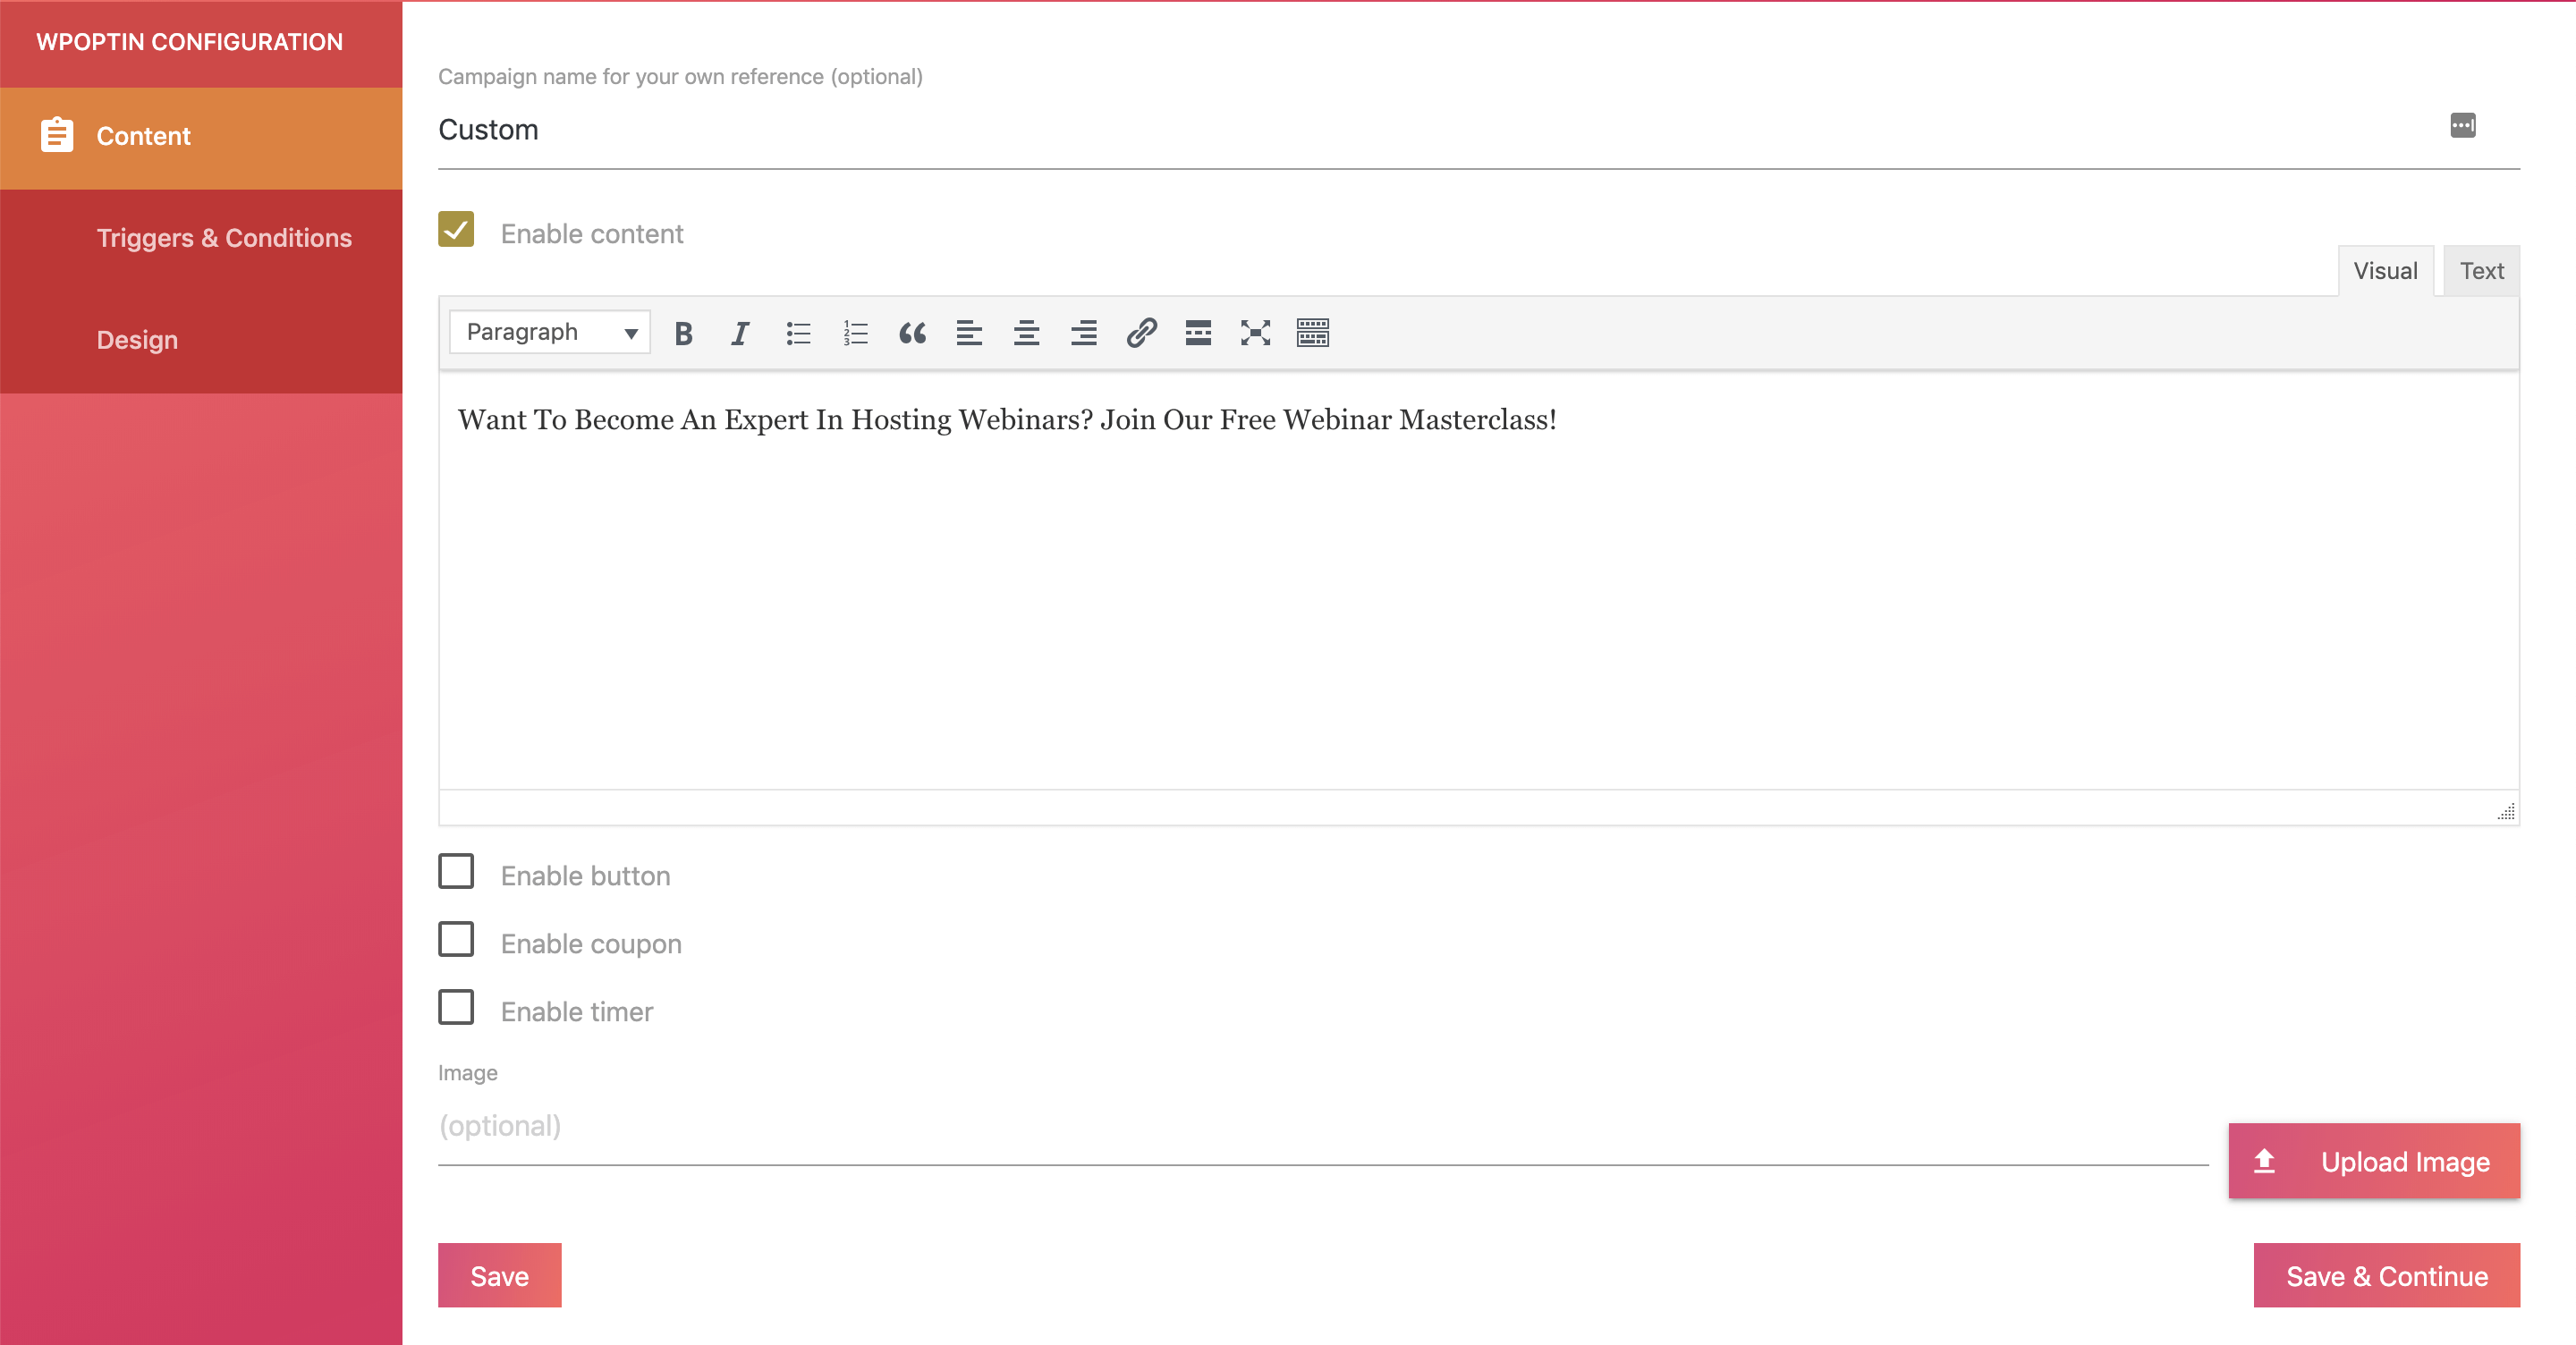 WPOPTIN CONFIGURATION
Content
Triggers & Conditions
Design
Campaign name for your own reference (optional)
Custom
Enable content
Visual
Text
Paragraph
Want To Become An Expert In Hosting Webinars? Join Our Free Webinar Masterclass!
Enable button
Enable coupon
Enable timer
Image
(optional)
Upload Image
Save
Save & Continue